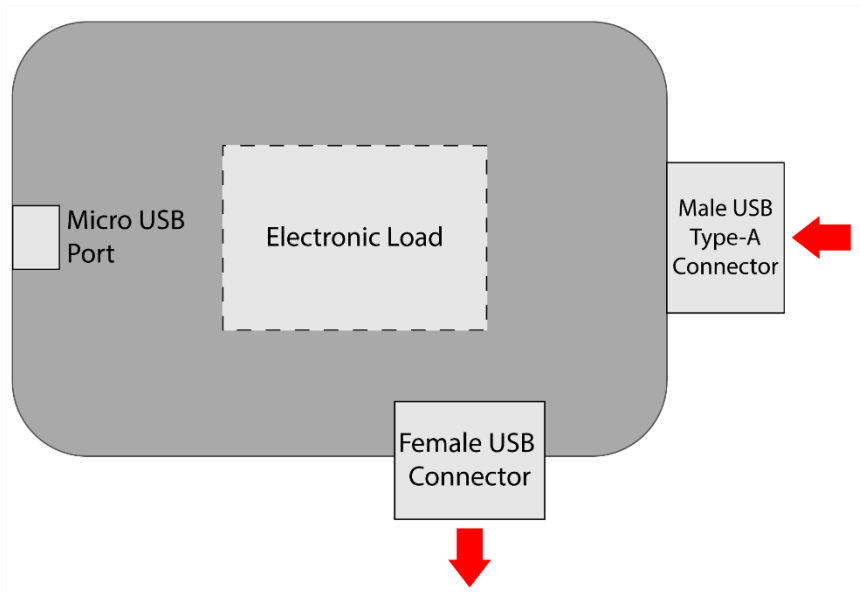 Micro USB
Port
Electronic Load
Male USB
Type-A
Connector
Female USB
Connector